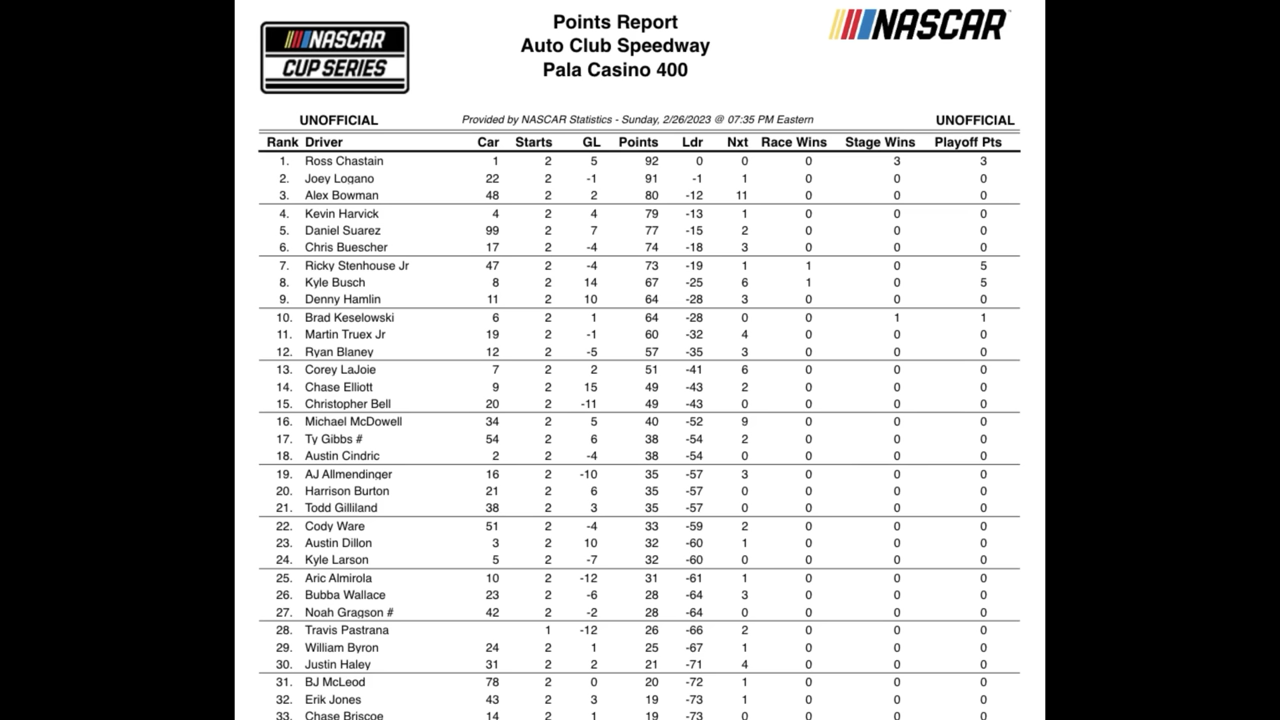 NASCAR
CUP SERIES
Points Report
Auto Club Speedway
Pala Casino 400
NASCAR
UNOFFICIAL Provided by NASCAR Statistics - Sunday, 2/26/2023 @ 07:35 PM Eastern UNOFFICIAL
Rank Driver Car Starts GL Points Ldr Nxt Race Wins Stage Wins Playoff Pts
1. Ross Chastain 1 2 5 92 0 0 0 3 3
2. Joey Logano 22 2 -1 91 -1 1 0 0 0
3. Alex Bowman 48 2 2 80 -12 11 0 0 0
4. Kevin Harvick 4 2 4 79 -13 1 0 0 0
5. Daniel Suarez 99 2 7 77 -15 2 0 0 0
6. Chris Buescher 17 2 -4 74 -18 3 0 0 0
7. Ricky Stenhouse Jr 47 2 -4 73 -19 1 1 0 5
8. Kyle Busch 8 2 14 67 -25 6 1 0 5
9. Denny Hamlin 11 2 10 64 -28 3 0 0 0
10. Brad Keselowski 6 2 1 64 -28 0 0 1 1
11. Martin Truex Jr 19 2 -1 60 -32 4 0 0 0
12. Ryan Blaney 12 2 -5 57 -35 3 0 0 0
13. Corey LaJoie 7 2 2 51 -41 6 0 0 0
14. Chase Elliott 9 2 15 49 -43 2 0 0 0
15. Christopher Bell 20 2 -11 49 -43 0 0 0 0
16. Michael McDowell 34 2 5 40 -52 9 0 0 0
17. Ty Gibbs # 54 2 6 38 -54 2 0 0 0
18. Austin Cindric 2 2 -4 38 -54 0 0 0 0
19. AJ Allmendinger 16 2 -10 35 -57 3 0 0 0
20. Harrison Burton 21 2 6 35 -57 0 0 0 0
21. Todd Gilliland 38 2 3 35 -57 0 0 0 0
22. Cody Ware 51 2 -4 33 -59 2 0 0 0
23. Austin Dillon 3 2 10 32 -60 1 0 0 0
24. Kyle Larson 5 2 -7 32 -60 0 0 0 0
25. Aric Almirola 10 2 -12 31 -61 1 0 0 0
26. Bubba Wallace 23 2 -6 28 -64 3 0 0 0
27. Noah Gragson # 42 2 -2 28 -64 0 0 0 0
28. Travis Pastrana 1 -12 26 -66 2 0 0 0
29. William Byron 24 2 1 25 -67 1 0 0 0
30. Justin Haley 31 2 2 21 -71 4 0 0 0
31. BJ McLeod 78 2 0 20 -72 1 0 0 0
32. Erik Jones 43 2 3 19 -73 1 0 0 0
33. Chase Briscoe 14 2 1 19 -73 0 0 0 0